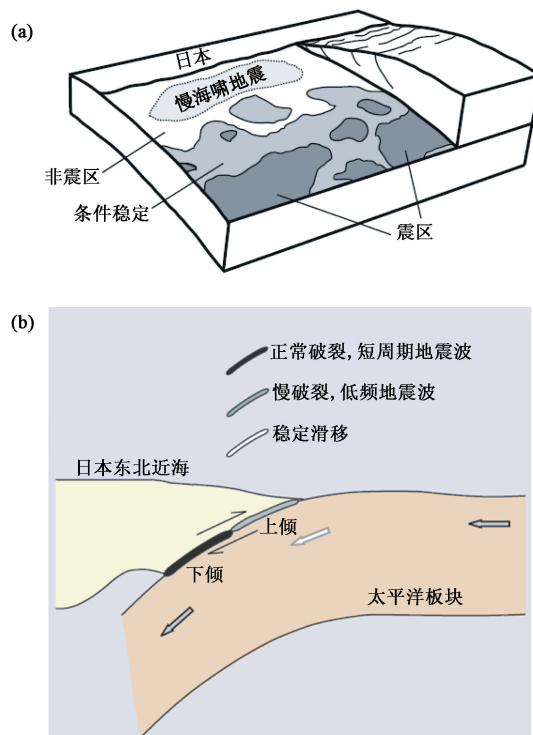 (a)
日本
慢海啸地震
非震区
条件稳定
震区
(b)
正常破裂,短周期地震波
慢破裂,低频地震波
稳定滑移
日本东北近海
上倾
下倾
太平洋板块